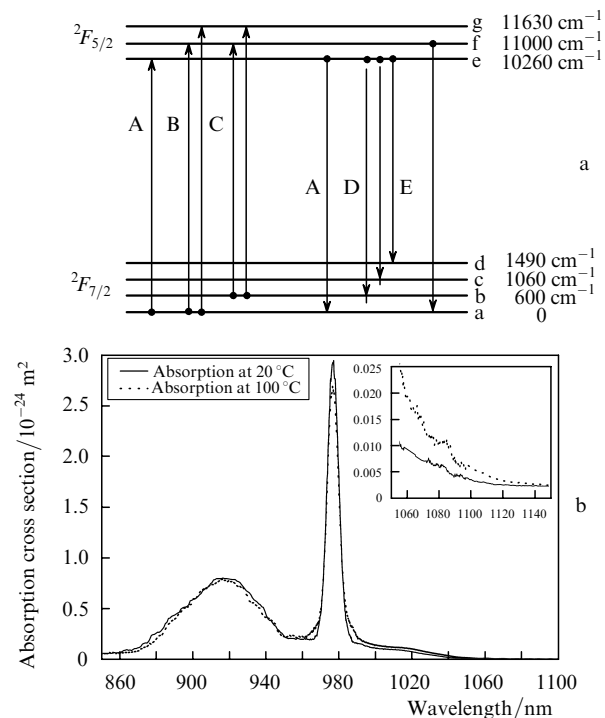 ²F₅/₂
g 11630 cm⁻¹
f 11000 cm⁻¹
e 10260 cm⁻¹
A B C A D E
a
²F₇/₂
d 1490 cm⁻¹
c 1060 cm⁻¹
b 600 cm⁻¹
a 0
Absorption cross section/10⁻²⁴ m²
3.0
2.5
2.0
1.5
1.0
0.5
0
Absorption at 20 °C
Absorption at 100 °C
0.025
0.020
0.015
0.010
0.005
0
1060 1080 1100 1120 1140
b
860 900 940 980 1020 1060 1100
Wavelength/nm